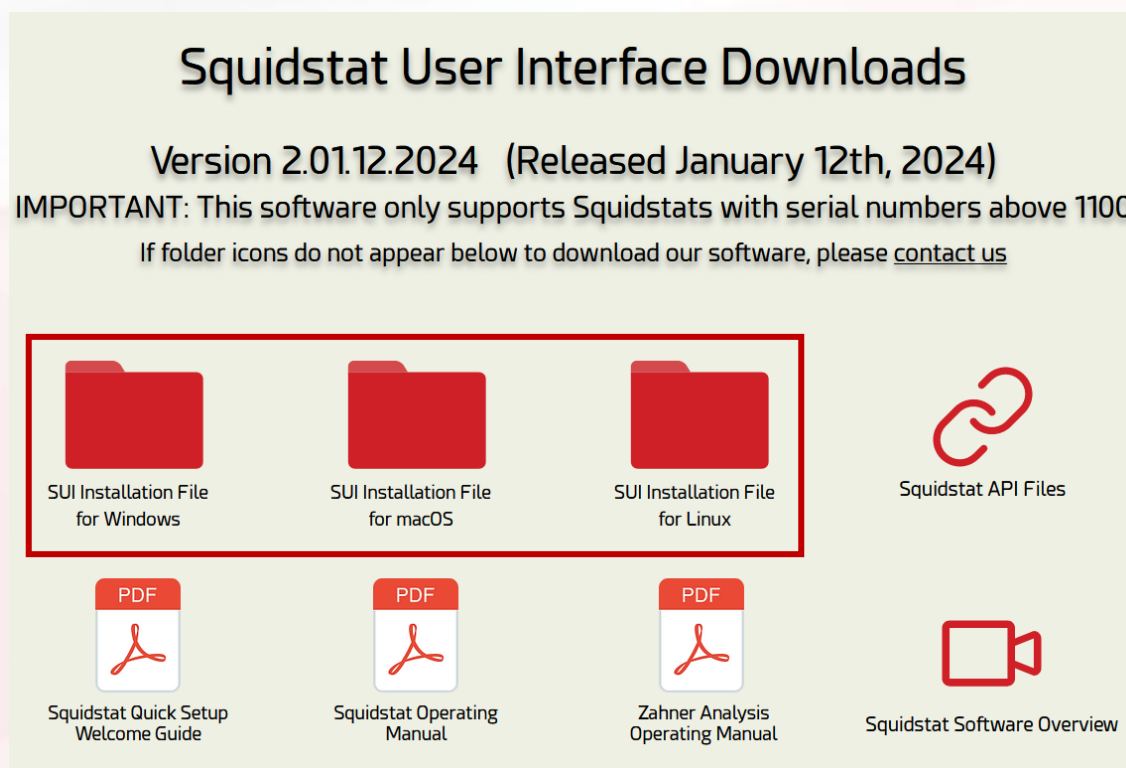 Squidstat User Interface Downloads
Version 2.01.12.2024 (Released January 12th, 2024)
IMPORTANT: This software only supports Squidstats with serial numbers above 1100
If folder icons do not appear below to download our software, please contact us
SUI Installation File
for Windows
SUI Installation File
for macOS
SUI Installation File
for Linux
Squidstat API Files
PDF
Squidstat Quick Setup
Welcome Guide
PDF
Squidstat Operating
Manual
PDF
Zahner Analysis
Operating Manual
Squidstat Software Overview